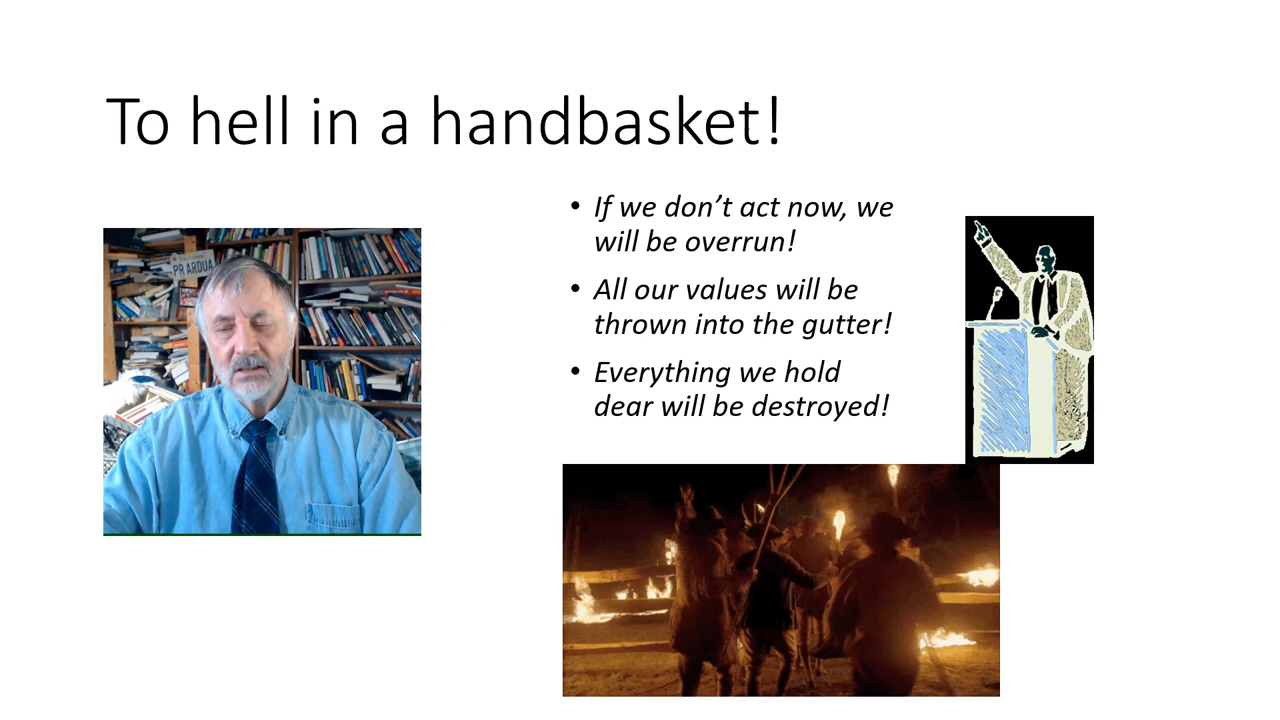 To hell in a handbasket!
PR ARDUA
• If we don’t act now, we
will be overrun!
• All our values will be
thrown into the gutter!
• Everything we hold
dear will be destroyed!